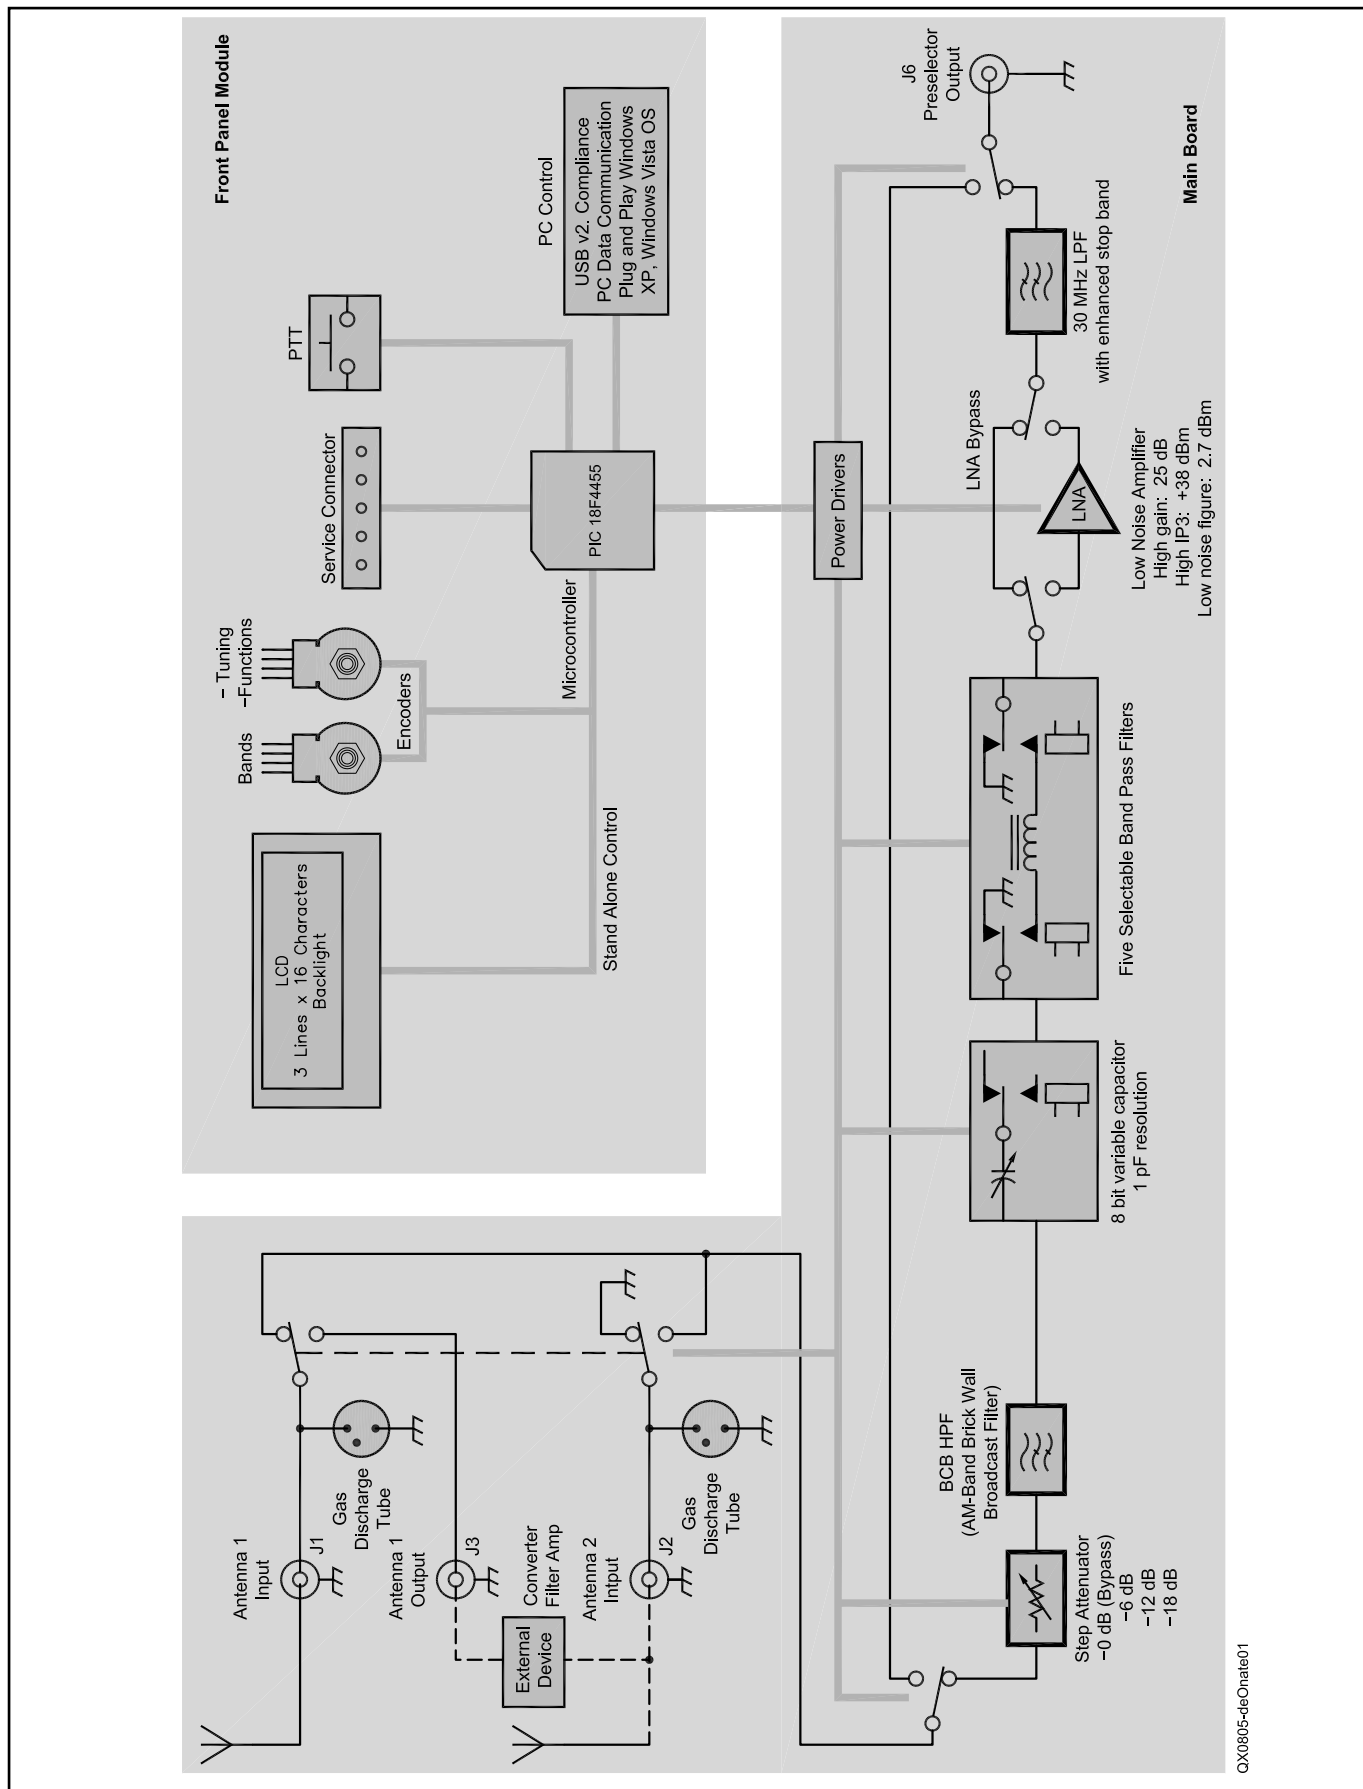 Front Panel Module
LCD
3 Lines x 16 Characters
Backlight
Bands
– Tuning
–Functions
Encoders
Service Connector
PTT
PC Control
USB v2. Compliance
PC Data Communication
Plug and Play Windows
XP, Windows Vista OS
Microcontroller
PIC 18F4455
Stand Alone Control
Antenna 1
Input
J1
Gas
Discharge
Tube
Antenna 1
Output
J3
Converter
Filter Amp
External
Device
Antenna 2
Intput
J2
Gas
Discharge
Tube
Power Drivers
J6
Preselector
Output
Main Board
Step Attenuator
–0 dB (Bypass)
–6 dB
–12 dB
–18 dB
BCB HPF
(AM-Band Brick Wall
Broadcast Filter)
8 bit variable capacitor
1 pF resolution
Five Selectable Band Pass Filters
LNA Bypass
LNA
Low Noise Amplifier
High gain: 25 dB
High IP3: +38 dBm
Low noise figure: 2.7 dBm
30 MHz LPF
with enhanced stop band
QX0805-deOnate01